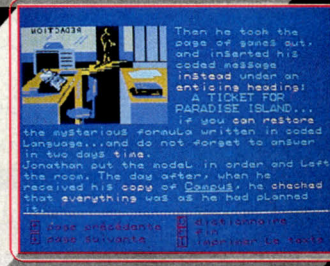 REDACTION
Then he took the
page of games out,
and inserted his
coded message
instead under an
enticing heading:
A TICKET FOR
PARADISE ISLAND...
if you can restore
the mysterious formula written in coded
Language...and do not forget to answer
in two days time.
Jonathan put the model in order and Left
the room. The day after, when he
received his copy of Campus, he checked
that everything was as he had planned
it.
page précédente
dictionnaire
page suivante
fin
imprimer le texte